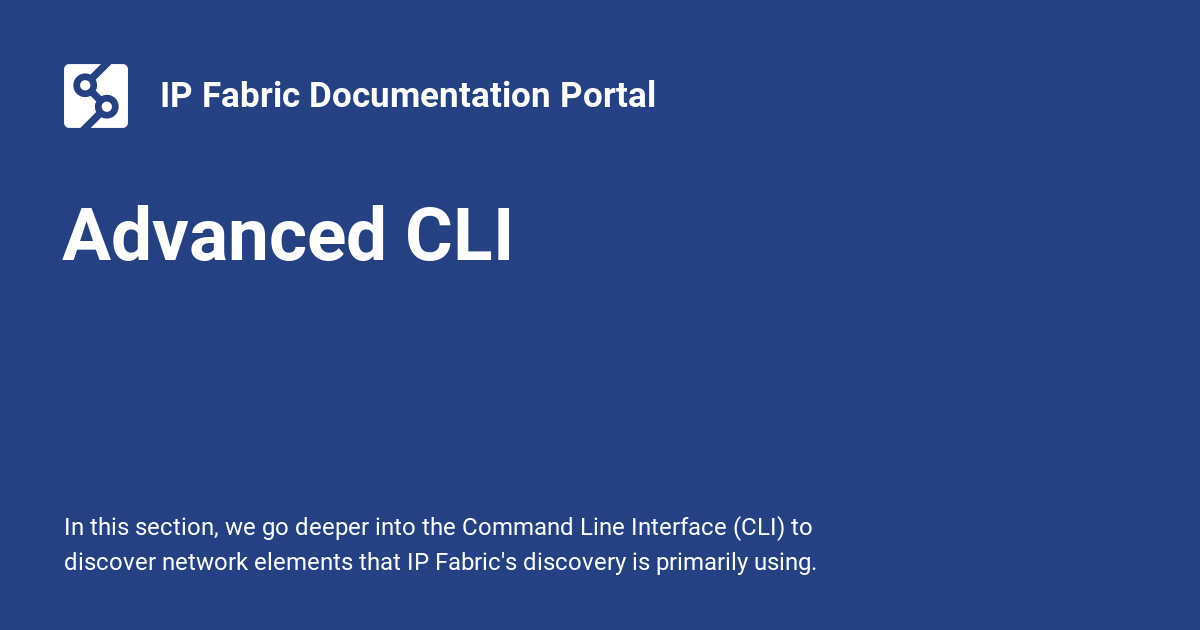 IP Fabric Documentation Portal
Advanced CLI
In this section, we go deeper into the Command Line Interface (CLI) to
discover network elements that IP Fabric's discovery is primarily using.